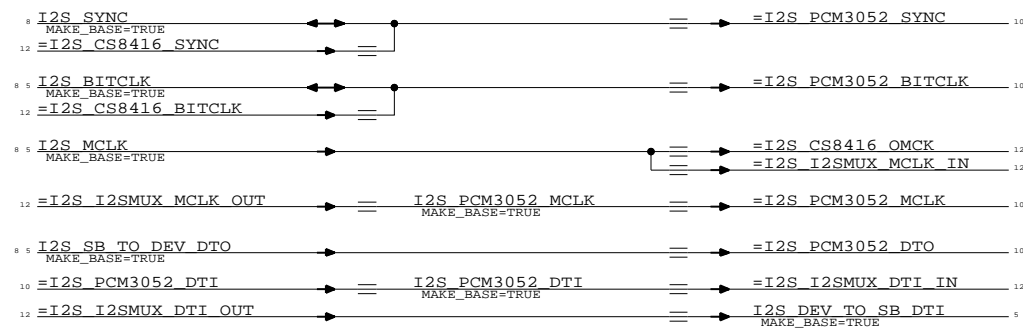 8 I2S_SYNC =I2S_PCM3052_SYNC 10
MAKE_BASE=TRUE
12 =I2S_CS8416_SYNC
8 5 I2S_BITCLK =I2S_PCM3052_BITCLK 10
MAKE_BASE=TRUE
12 =I2S_CS8416_BITCLK
8 5 I2S_MCLK =I2S_CS8416_OMCK 12
MAKE_BASE=TRUE
=I2S_I2SMUX_MCLK_IN 12
12 =I2S_I2SMUX_MCLK_OUT I2S_PCM3052_MCLK =I2S_PCM3052_MCLK 10
MAKE_BASE=TRUE
8 5 I2S_SB_TO_DEV_DTO =I2S_PCM3052_DTO 10
MAKE_BASE=TRUE
10 =I2S_PCM3052_DTI I2S_PCM3052_DTI =I2S_I2SMUX_DTI_IN 12
MAKE_BASE=TRUE
12 =I2S_I2SMUX_DTI_OUT I2S_DEV_TO_SB_DTI 5
MAKE_BASE=TRUE